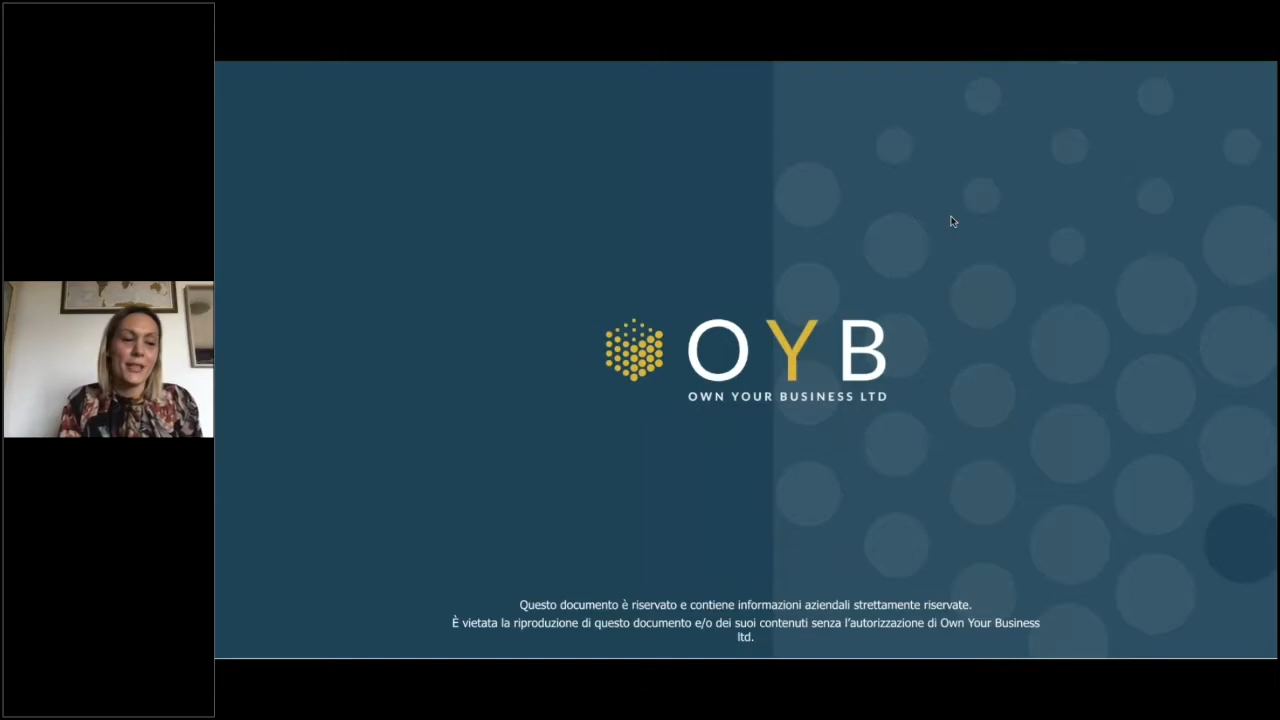 OYB
OWN YOUR BUSINESS LTD
Questo documento è riservato e contiene informazioni aziendali strettamente riservate.
È vietata la riproduzione di questo documento e/o dei suoi contenuti senza l'autorizzazione di Own Your Business
ltd.